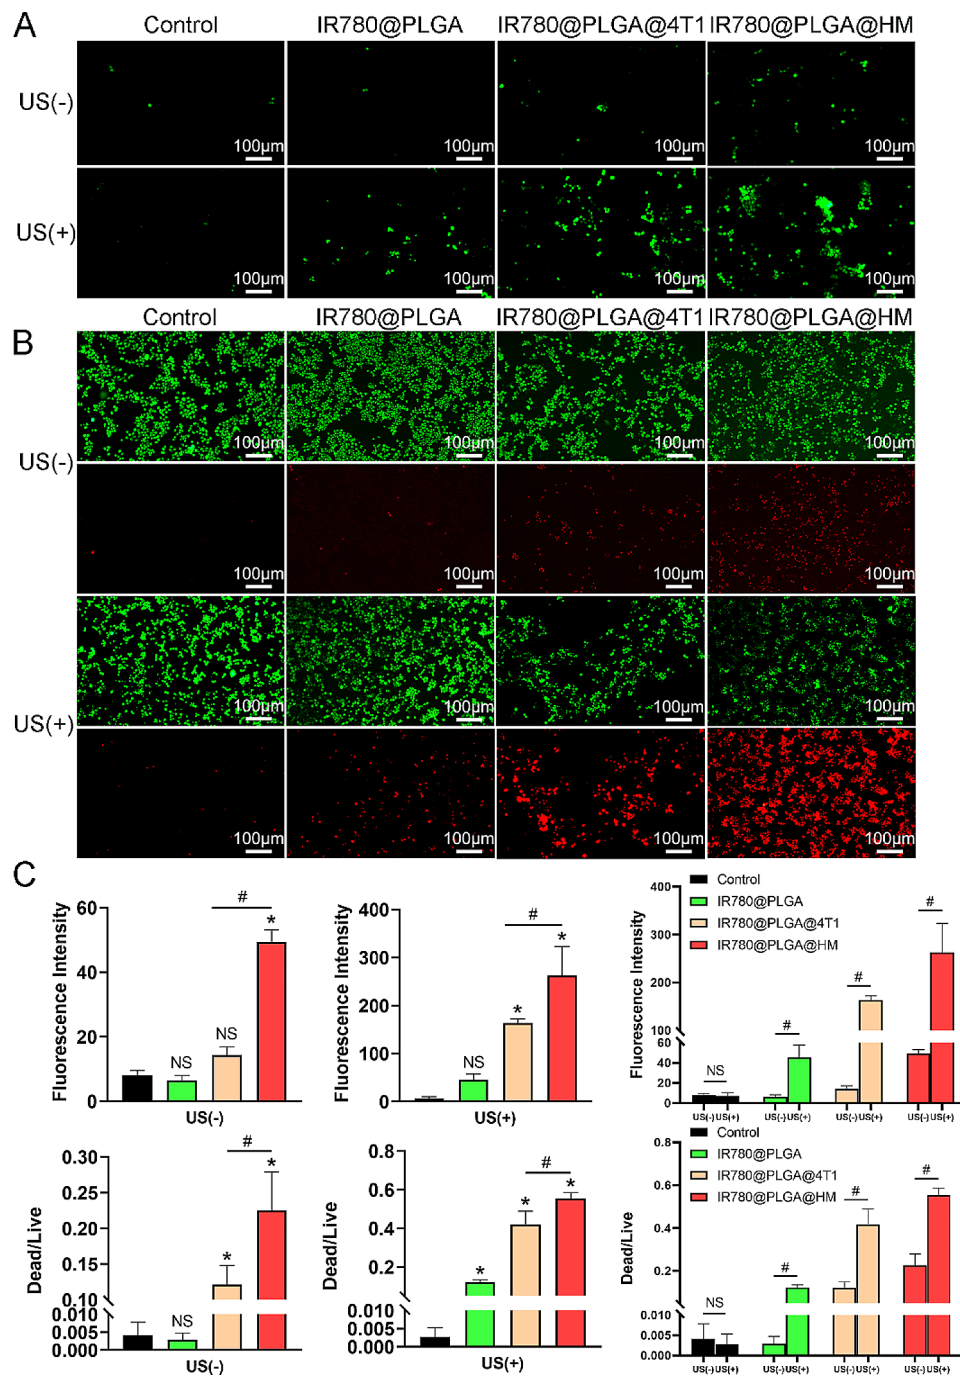 A
Control IR780@PLGA IR780@PLGA@4T1 IR780@PLGA@HM
US(-)
100μm 100μm 100μm 100μm
US(+)
100μm 100μm 100μm 100μm
B
Control IR780@PLGA IR780@PLGA@4T1 IR780@PLGA@HM
US(-)
100μm 100μm 100μm 100μm
100μm 100μm 100μm 100μm
US(+)
100μm 100μm 100μm 100μm
100μm 100μm 100μm 100μm
C
Fluorescence Intensity
60
40
20
0
NS
NS
#
*
US(-)
Fluorescence Intensity
400
300
200
100
0
NS
*
#
*
US(+)
Fluorescence Intensity
400
300
200
100
60
40
20
0
Control
IR780@PLGA
IR780@PLGA@4T1
IR780@PLGA@HM
NS
#
#
#
US(-) US(+) US(-) US(+) US(-) US(+) US(-) US(+)
Dead/Live
0.30
0.25
0.20
0.15
0.10
0.010
0.005
0.000
NS
*
#
*
US(-)
Dead/Live
0.8
0.6
0.4
0.2
0.010
0.005
0.000
*
*
#
*
US(+)
Dead/Live
0.8
0.6
0.4
0.2
0.010
0.005
0.000
Control
IR780@PLGA
IR780@PLGA@4T1
IR780@PLGA@HM
NS
#
#
#
US(-) US(+) US(-) US(+) US(-) US(+) US(-) US(+)